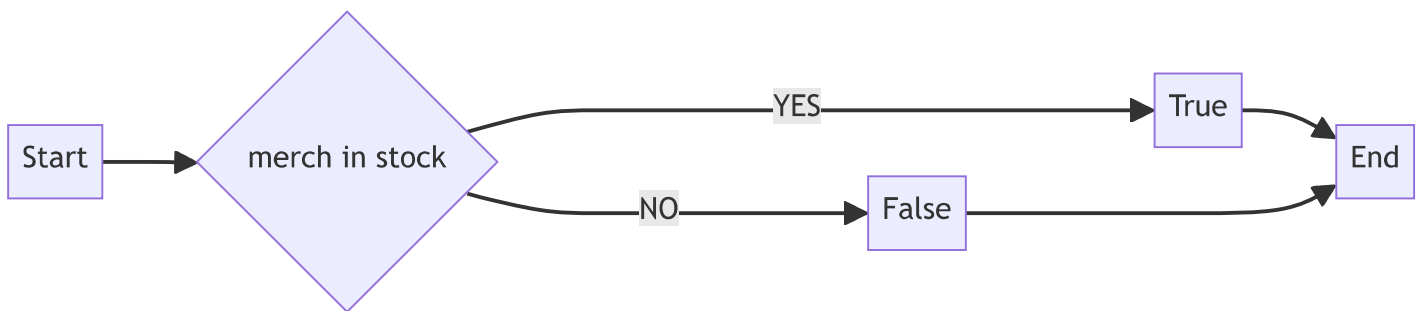 Start
merch in stock
YES
True
NO
False
End